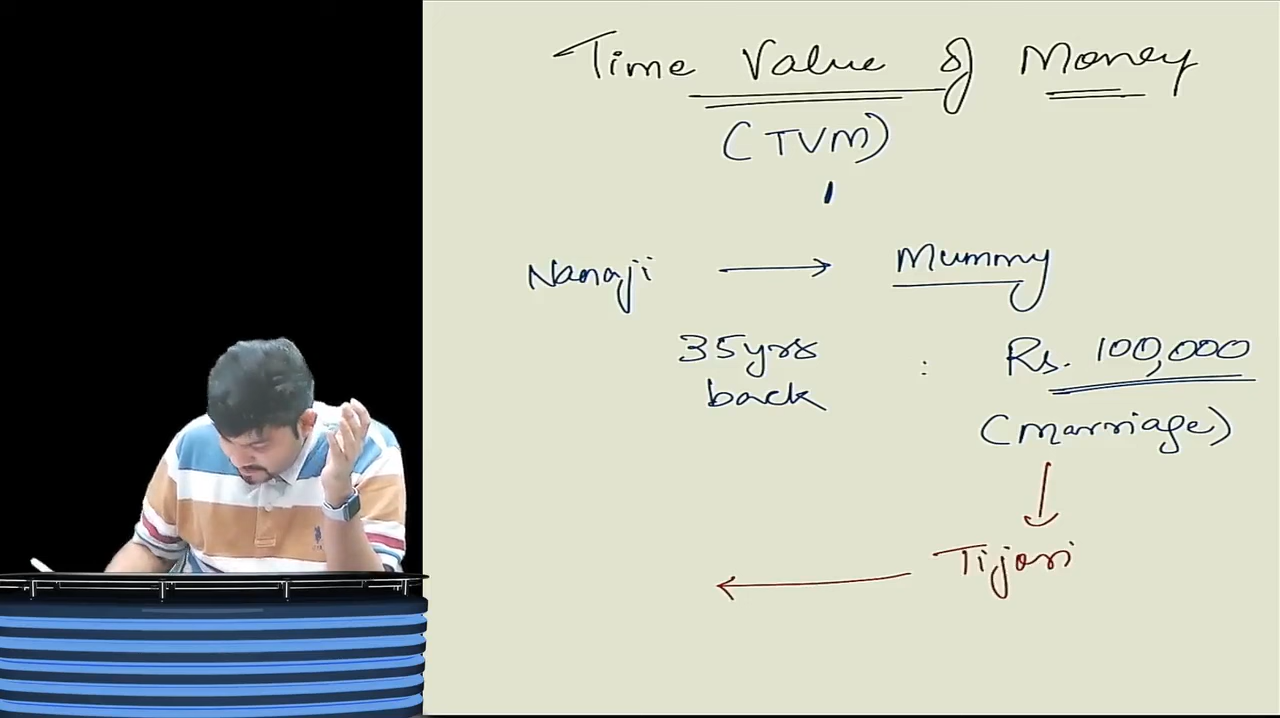 Time Value of Money
(TVM)
Nanaji → Mummy
35yrs back : Rs. 100,000
(marriage)
Tijori